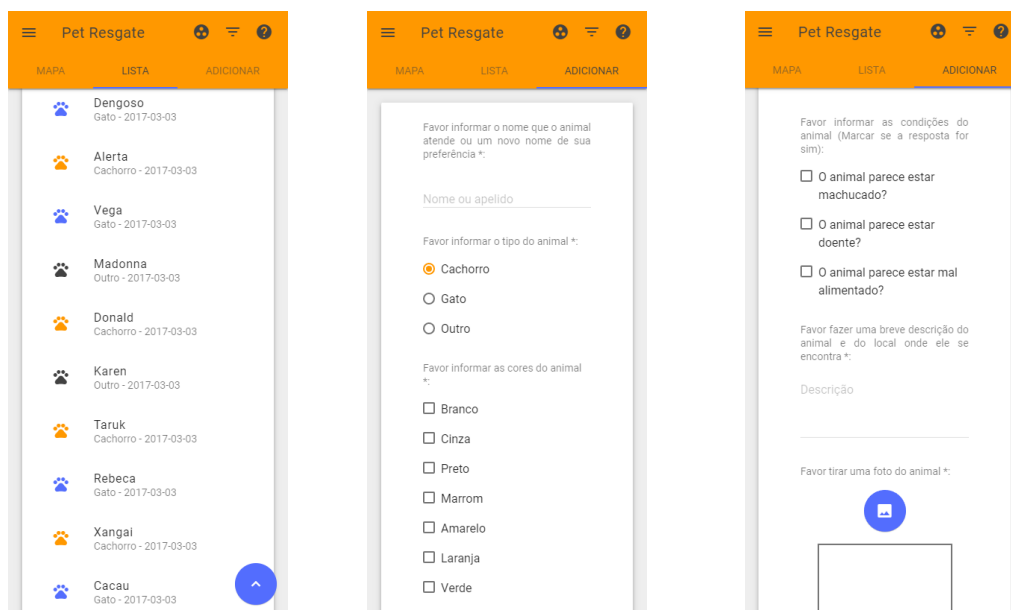 Pet Resgate
MAPA LISTA ADICIONAR
Dengoso
Gato - 2017-03-03
Alerta
Cachorro - 2017-03-03
Vega
Gato - 2017-03-03
Madonna
Outro - 2017-03-03
Donald
Cachorro - 2017-03-03
Karen
Outro - 2017-03-03
Taruk
Cachorro - 2017-03-03
Rebeca
Gato - 2017-03-03
Xangai
Cachorro - 2017-03-03
Cacau
Gato - 2017-03-03
Pet Resgate
MAPA LISTA ADICIONAR
Favor informar o nome que o animal
atende ou um novo nome de sua
preferência *:
Nome ou apelido
Favor informar o tipo do animal *:
Cachorro
Gato
Outro
Favor informar as cores do animal
*:
Branco
Cinza
Preto
Marrom
Amarelo
Laranja
Verde
Pet Resgate
MAPA LISTA ADICIONAR
Favor informar as condições do
animal (Marcar se a resposta for
sim):
O animal parece estar
machucado?
O animal parece estar
doente?
O animal parece estar mal
alimentado?
Favor fazer uma breve descrição do
animal e do local onde ele se
encontra *:
Descrição
Favor tirar uma foto do animal *: